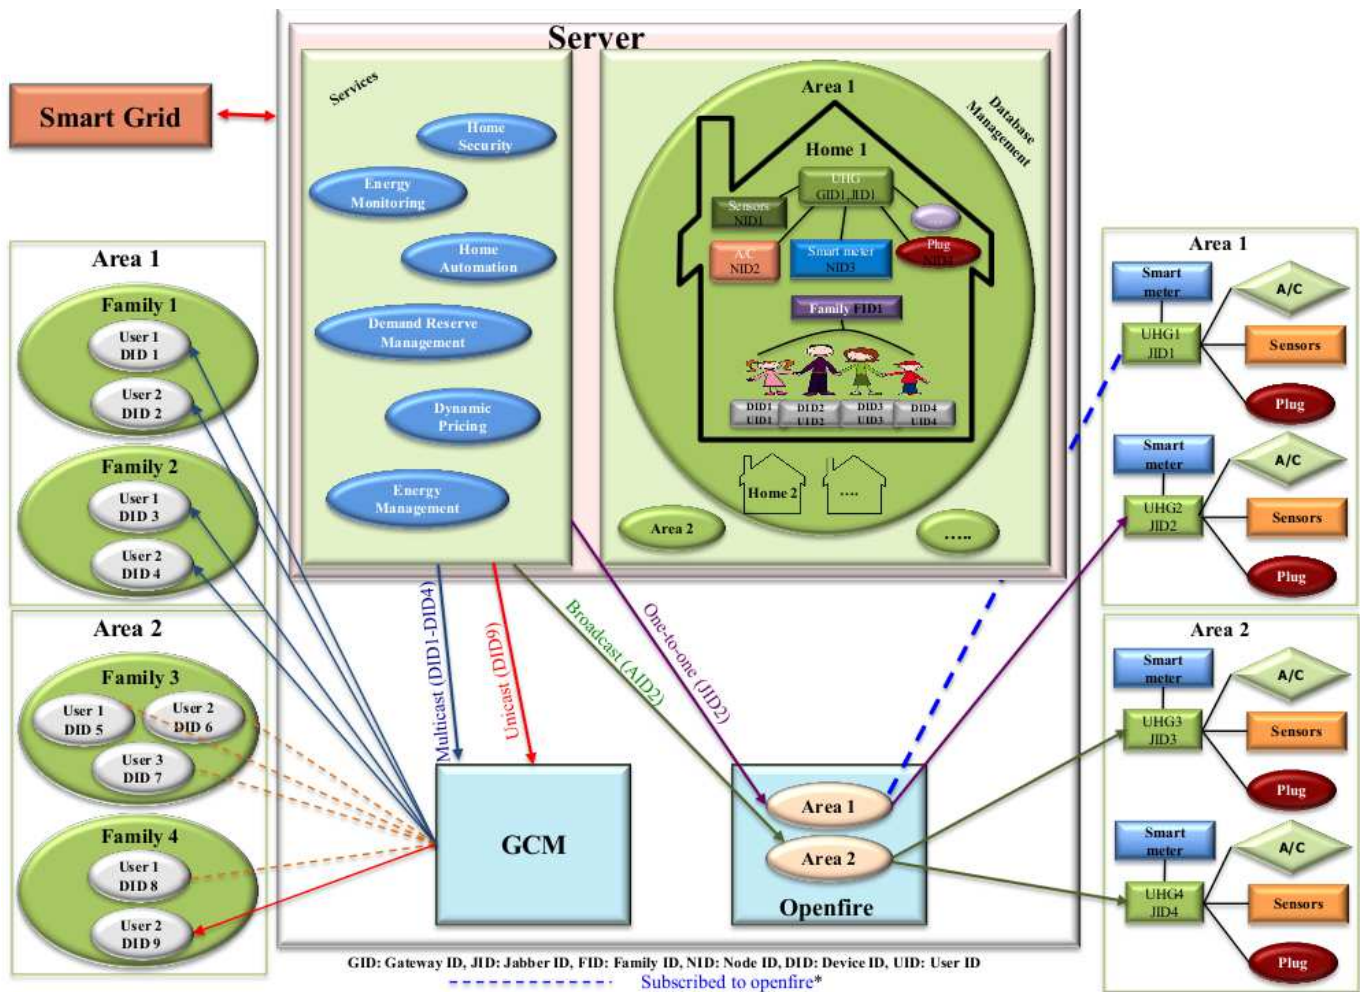 Server
Smart Grid
Services
Home
Security
Energy
Monitoring
Home
Automation
Demand Reserve
Management
Dynamic
Pricing
Energy
Management
Database
Management
Area 1
Home 1
UHG
GID1,JID1
Sensors
NID1
....
A/C
NID2
Smart meter
NID3
Plug
NID4
Family FID1
DID1
UID1
DID2
UID2
DID3
UID3
DID4
UID4
Home 2
....
Area 2
.....
Area 1
Family 1
User 1
DID 1
User 2
DID 2
Family 2
User 1
DID 3
User 2
DID 4
Area 2
Family 3
User 1
DID 5
User 2
DID 6
User 3
DID 7
Family 4
User 1
DID 8
User 2
DID 9
Multicast (DID1-DID4)
Unicast (DID9)
Broadcast (AID2)
One-to-one (JID2)
GCM
Area 1
Area 2
Openfire
Area 1
Smart
meter
A/C
UHG1
JID1
Sensors
Plug
Smart
meter
A/C
UHG2
JID2
Sensors
Plug
Area 2
Smart
meter
A/C
UHG3
JID3
Sensors
Plug
Smart
meter
A/C
UHG4
JID4
Sensors
Plug
GID: Gateway ID, JID: Jabber ID, FID: Family ID, NID: Node ID, DID: Device ID, UID: User ID
Subscribed to openfire*